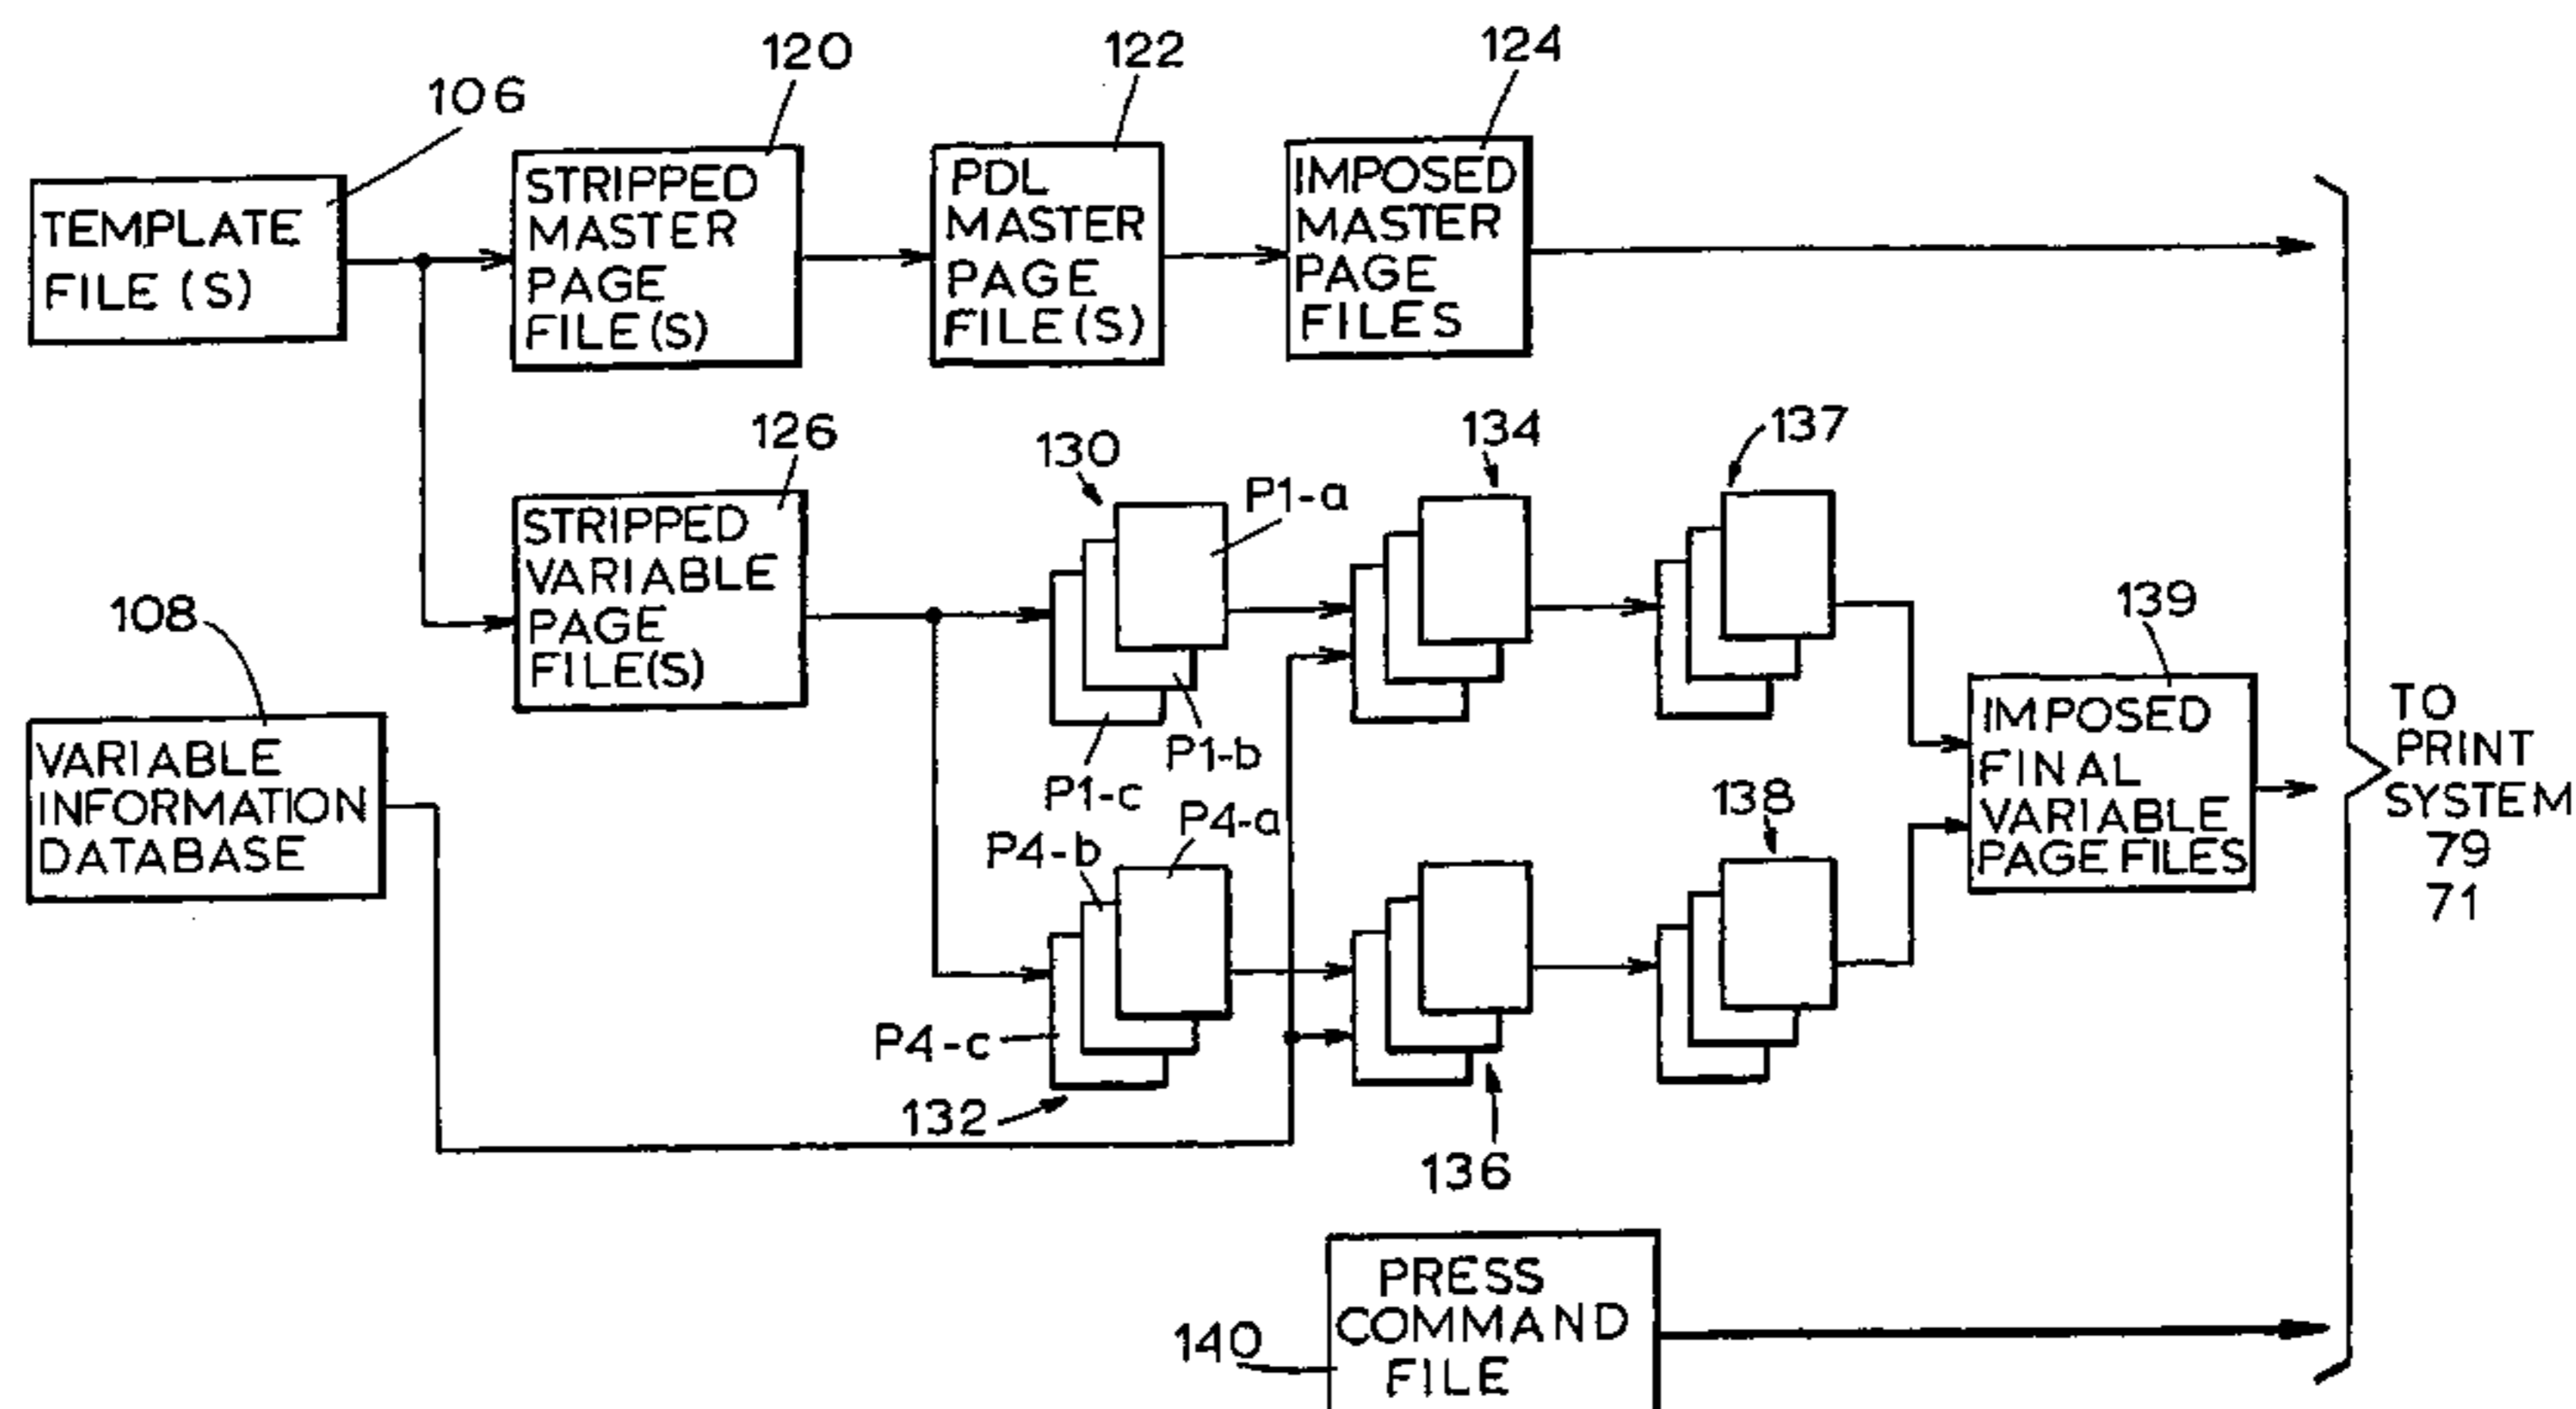 120
122
124
106
TEMPLATE
FILE(S)
STRIPPED
MASTER
PAGE
FILE(S)
PDL
MASTER
PAGE
FILE(S)
IMPOSED
MASTER
PAGE
FILES
126
130
134
137
P1-a
STRIPPED
VARIABLE
PAGE
FILE(S)
108
139
VARIABLE
INFORMATION
DATABASE
P1-b
P1-c
P4-a
P4-b
138
IMPOSED
FINAL
VARIABLE
PAGE FILES
TO
PRINT
SYSTEM
79
71
P4-c
132
136
PRESS
COMMAND
FILE
140